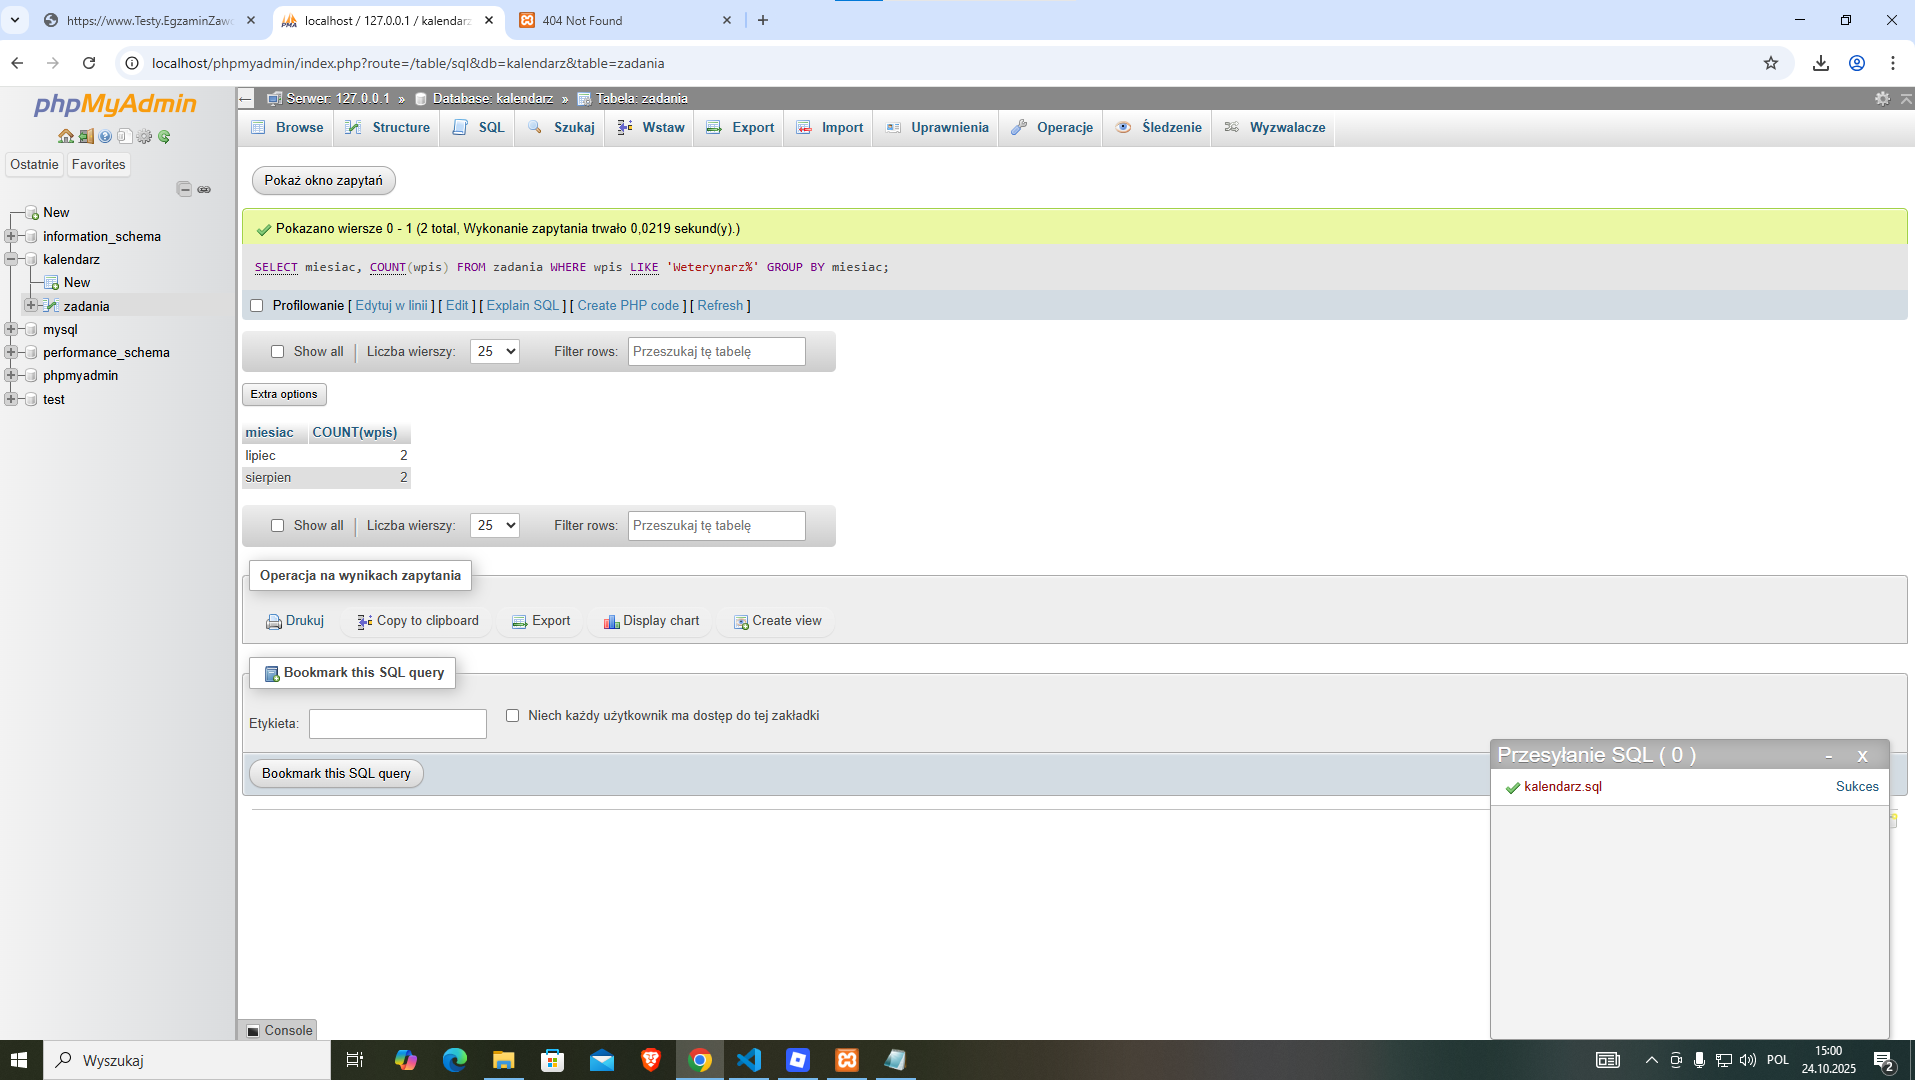 https://www.Testy.EgzaminZawo
localhost / 127.0.0.1 / kalendarz
404 Not Found
localhost/phpmyadmin/index.php?route=/table/sql&db=kalendarz&table=zadania
phpMyAdmin
Ostatnie Favorites
New
information_schema
kalendarz
New
zadania
mysql
performance_schema
phpmyadmin
test
Serwer: 127.0.0.1 » Database: kalendarz » Tabela: zadania
Browse Structure SQL Szukaj Wstaw Export Import Uprawnienia Operacje Śledzenie Wyzwalacze
Pokaż okno zapytań
Pokazano wiersze 0 - 1 (2 total, Wykonanie zapytania trwało 0,0219 sekund(y).)
SELECT miesiac, COUNT(wpis) FROM zadania WHERE wpis LIKE 'Weterynarz%' GROUP BY miesiac;
Profilowanie [ Edytuj w linii ] [ Edit ] [ Explain SQL ] [ Create PHP code ] [ Refresh ]
Show all Liczba wierszy: 25 Filter rows: Przeszukaj tę tabelę
Extra options
miesiac COUNT(wpis)
lipiec 2
sierpien 2
Show all Liczba wierszy: 25 Filter rows: Przeszukaj tę tabelę
Operacja na wynikach zapytania
Drukuj Copy to clipboard Export Display chart Create view
Bookmark this SQL query
Etykieta: Niech każdy użytkownik ma dostęp do tej zakładki
Bookmark this SQL query
Przesyłanie SQL ( 0 ) - x
kalendarz.sql Sukces
Console
Wyszukaj
POL
15:00
24.10.2025
2